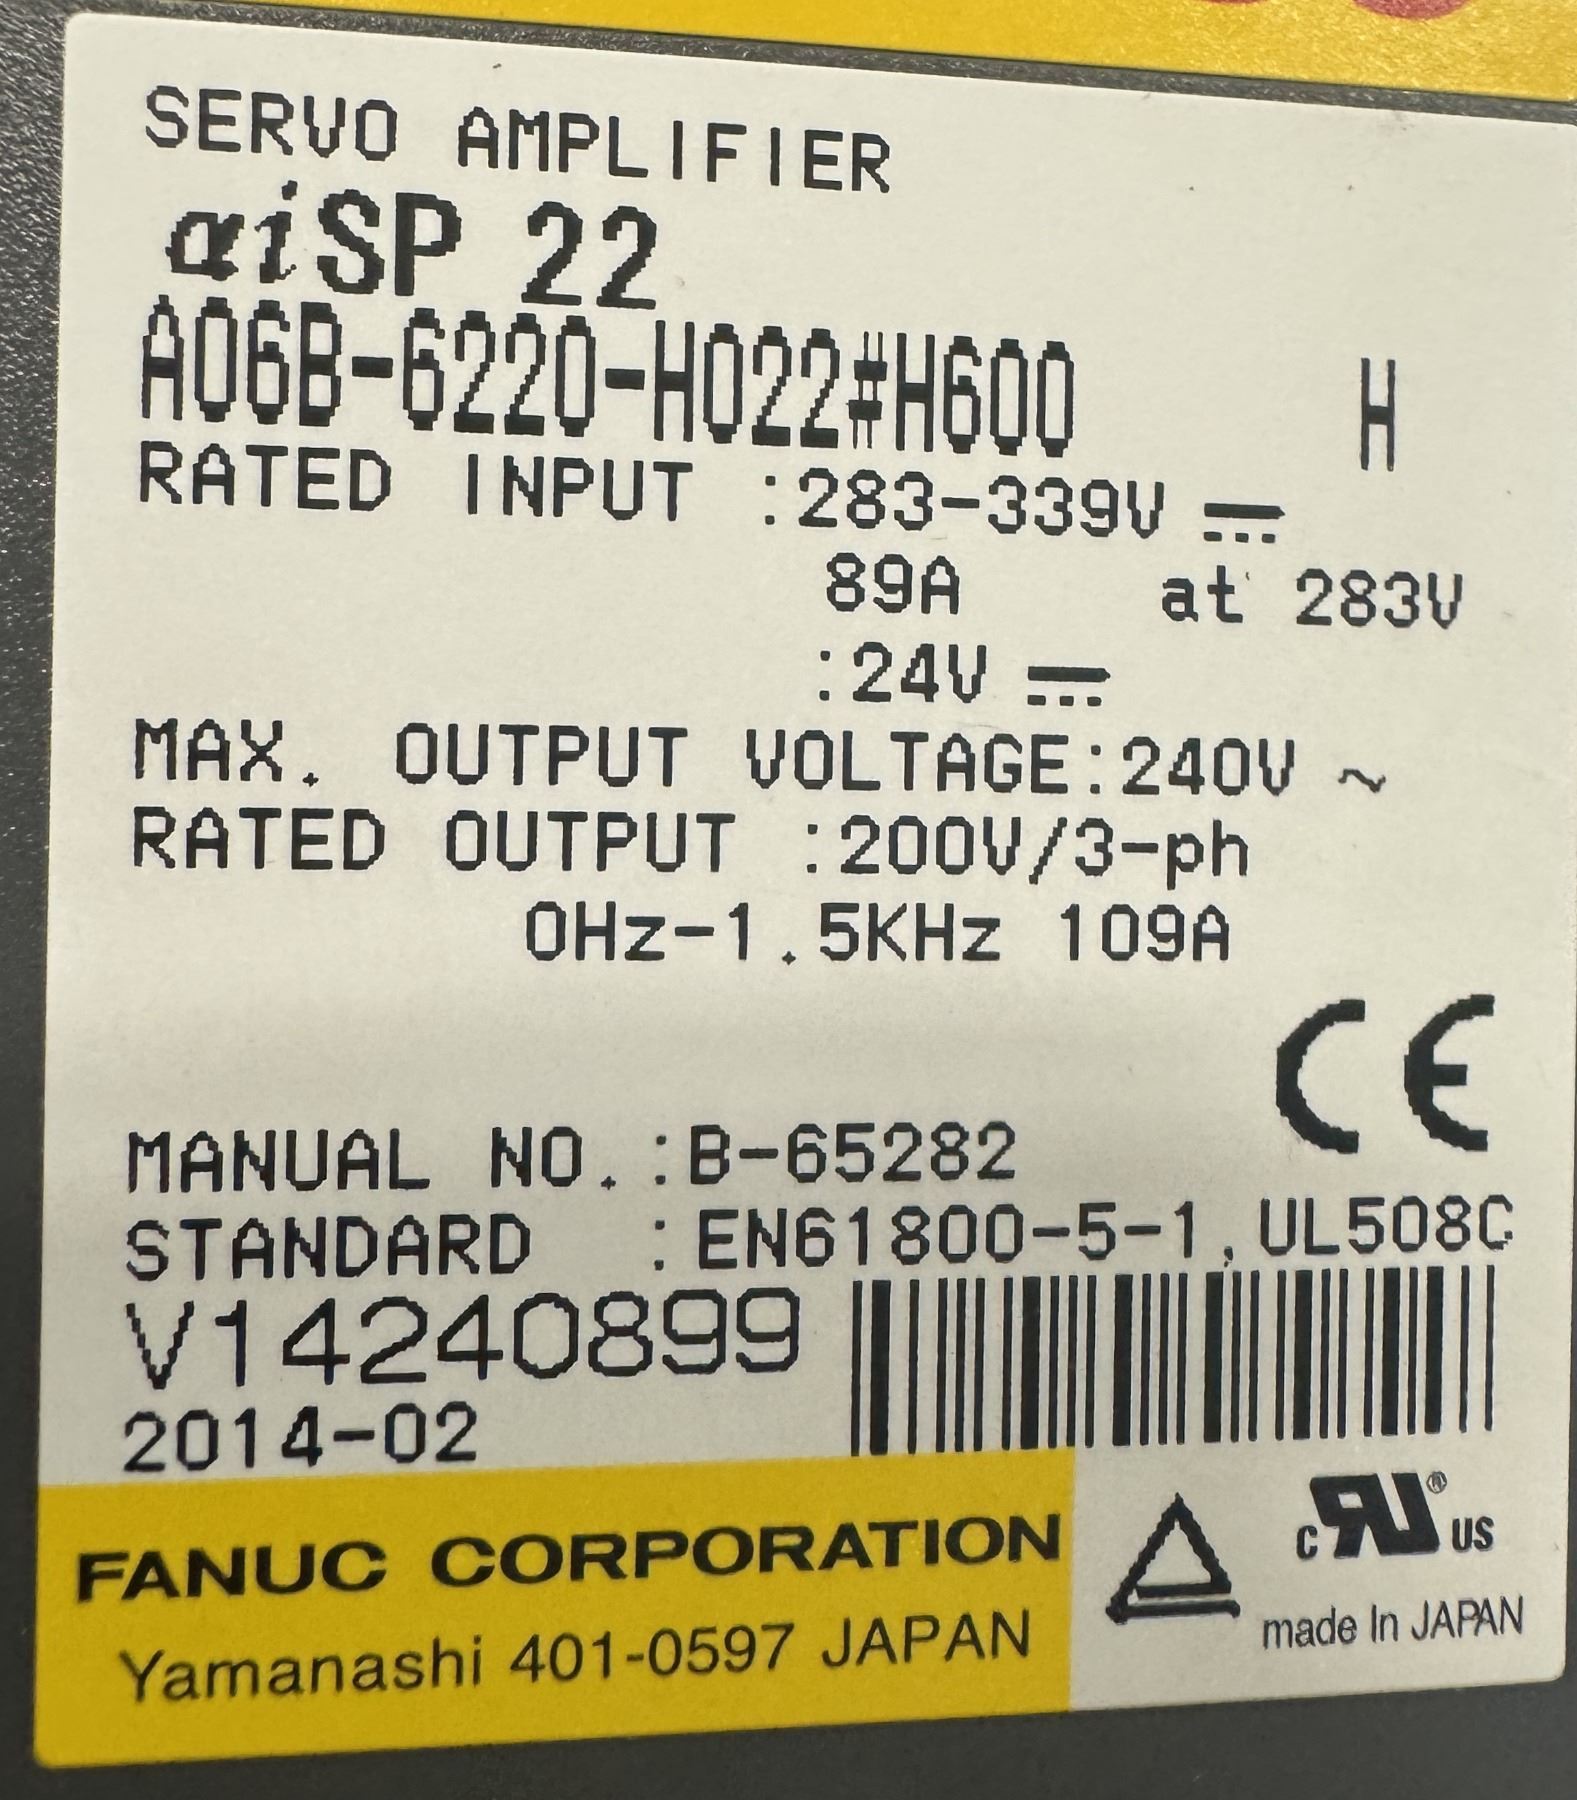 SERVO AMPLIFIER
αiSP 22
A06B-6220-H022#H600 H
RATED INPUT :283-339V ⎓
89A at 283V
:24V ⎓
MAX. OUTPUT VOLTAGE:240V ~
RATED OUTPUT :200V/3-ph
0Hz-1.5KHz 109A
CE
MANUAL NO.:B-65282
STANDARD :EN61800-5-1,UL508C
V14240899
2014-02
FANUC CORPORATION
Yamanashi 401-0597 JAPAN
c RU ® US
made In JAPAN